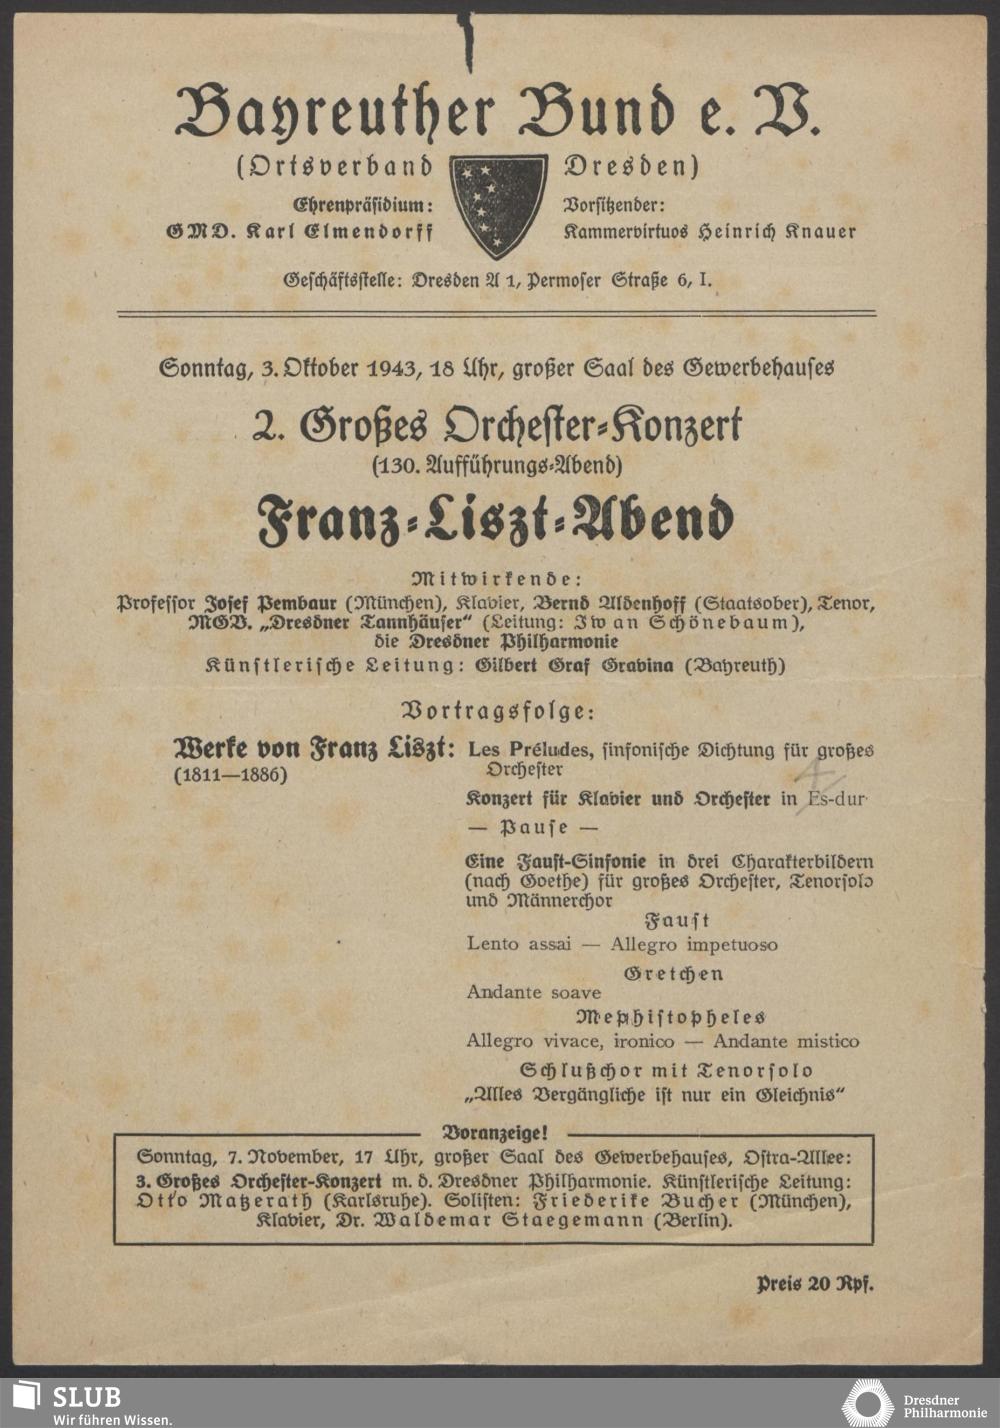 Bayreuther Bund e. V.
(Ortsverband Dresden)
Ehrenpräsidium:
GMD. Karl Elmendorff
Vorsitzender:
Kammervirtuos Heinrich Knauer
Geschäftsstelle: Dresden A 1, Permoser Straße 6, I.
Sonntag, 3. Oktober 1943, 18 Uhr, großer Saal des Gewerbehauses
2. Großes Orchester-Konzert
(130. Aufführungs-Abend)
Franz-Liszt-Abend
Mitwirkende:
Professor Josef Pembaur (München), Klavier, Bernd Aldenhoff (Staatsober), Tenor,
MGV. „Dresdner Tannhäuser“ (Leitung: Iwan Schönebaum),
die Dresdner Philharmonie
Künstlerische Leitung: Gilbert Graf Gravina (Bayreuth)
Vortragsfolge:
Werke von Franz Liszt:
(1811—1886)
Les Préludes, sinfonische Dichtung für großes
Orchester
Konzert für Klavier und Orchester in Es-dur
— Pause —
Eine Faust-Sinfonie in drei Charakterbildern
(nach Goethe) für großes Orchester, Tenorsolo
und Männerchor
Faust
Lento assai — Allegro impetuoso
Gretchen
Andante soave
Mephistopheles
Allegro vivace, ironico — Andante mistico
Schlußchor mit Tenorsolo
„Alles Vergängliche ist nur ein Gleichnis“
Voranzeige!
Sonntag, 7. November, 17 Uhr, großer Saal des Gewerbehauses, Ostra-Allee:
3. Großes Orchester-Konzert m. d. Dresdner Philharmonie. Künstlerische Leitung:
Otto Matzerath (Karlsruhe). Solisten: Friederike Bucher (München),
Klavier, Dr. Waldemar Staegemann (Berlin).
Preis 20 Rpf.
SLUB
Wir führen Wissen.
Dresdner
Philharmonie